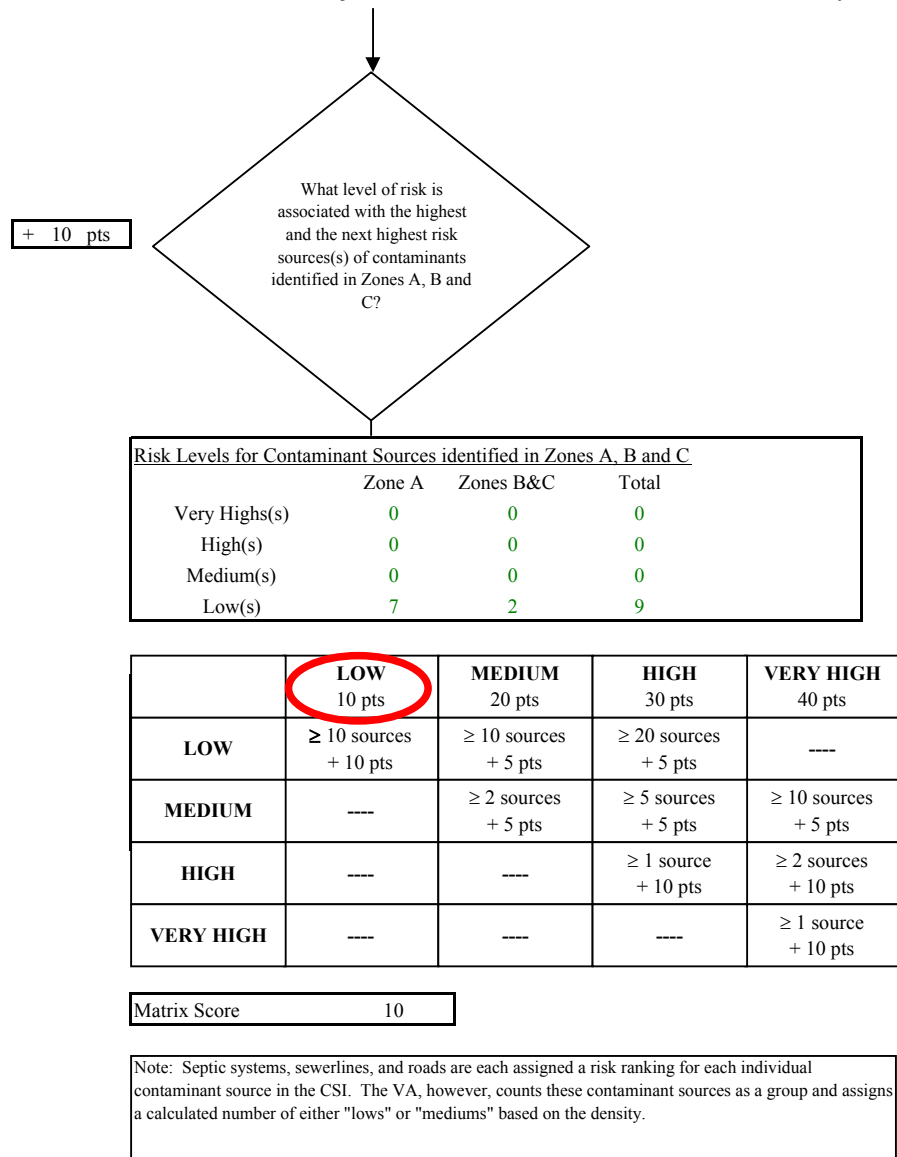 What level of risk is
associated with the highest
and the next highest risk
sources(s) of contaminants
identified in Zones A, B and
C?
+ 10 pts
Risk Levels for Contaminant Sources identified in Zones A, B and C
Zone A Zones B&C Total
Very Highs(s) 0 0 0
High(s) 0 0 0
Medium(s) 0 0 0
Low(s) 7 2 9
LOW MEDIUM HIGH VERY HIGH
10 pts 20 pts 30 pts 40 pts
LOW ≥ 10 sources ≥ 10 sources ≥ 20 sources ----
+ 10 pts + 5 pts + 5 pts
MEDIUM ---- ≥ 2 sources ≥ 5 sources ≥ 10 sources
+ 5 pts + 5 pts + 5 pts
HIGH ---- ---- ≥ 1 source ≥ 2 sources
+ 10 pts + 10 pts
VERY HIGH ---- ---- ---- ≥ 1 source
+ 10 pts
Matrix Score 10
Note: Septic systems, sewerlines, and roads are each assigned a risk ranking for each individual
contaminant source in the CSI. The VA, however, counts these contaminant sources as a group and assigns
a calculated number of either "lows" or "mediums" based on the density.